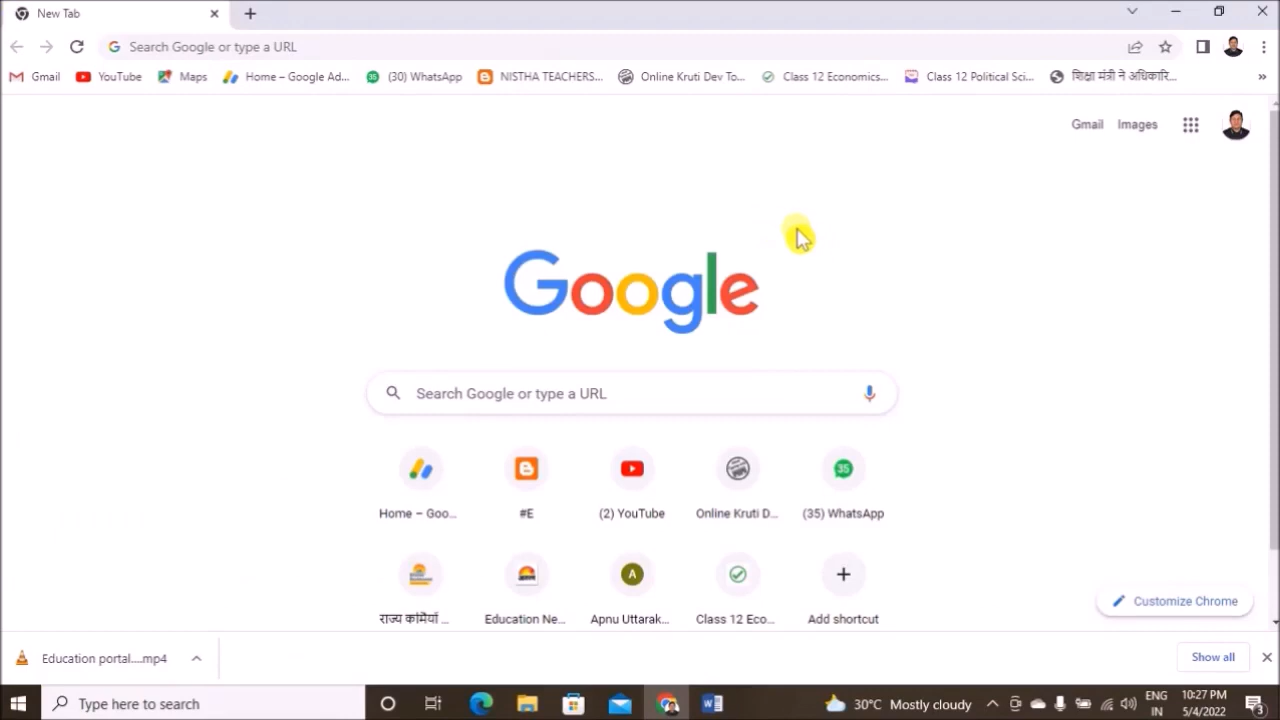 New Tab
Search Google or type a URL
Gmail YouTube Maps Home – Google Ad... (30) WhatsApp NISTHA TEACHERS... Online Kruti Dev To... Class 12 Economics... Class 12 Political Sci... शिक्षा मंत्री ने अधिकारि... »
Gmail Images
Google
Search Google or type a URL
35
Home – Goo... #E (2) YouTube Online Kruti D... (35) WhatsApp
A
राज्य कर्मियों ... Education Ne... Apnu Uttarak... Class 12 Eco... Add shortcut
Customize Chrome
Education portal....mp4 Show all
Type here to search 30°C Mostly cloudy ENG 10:27 PM
IN 5/4/2022 3